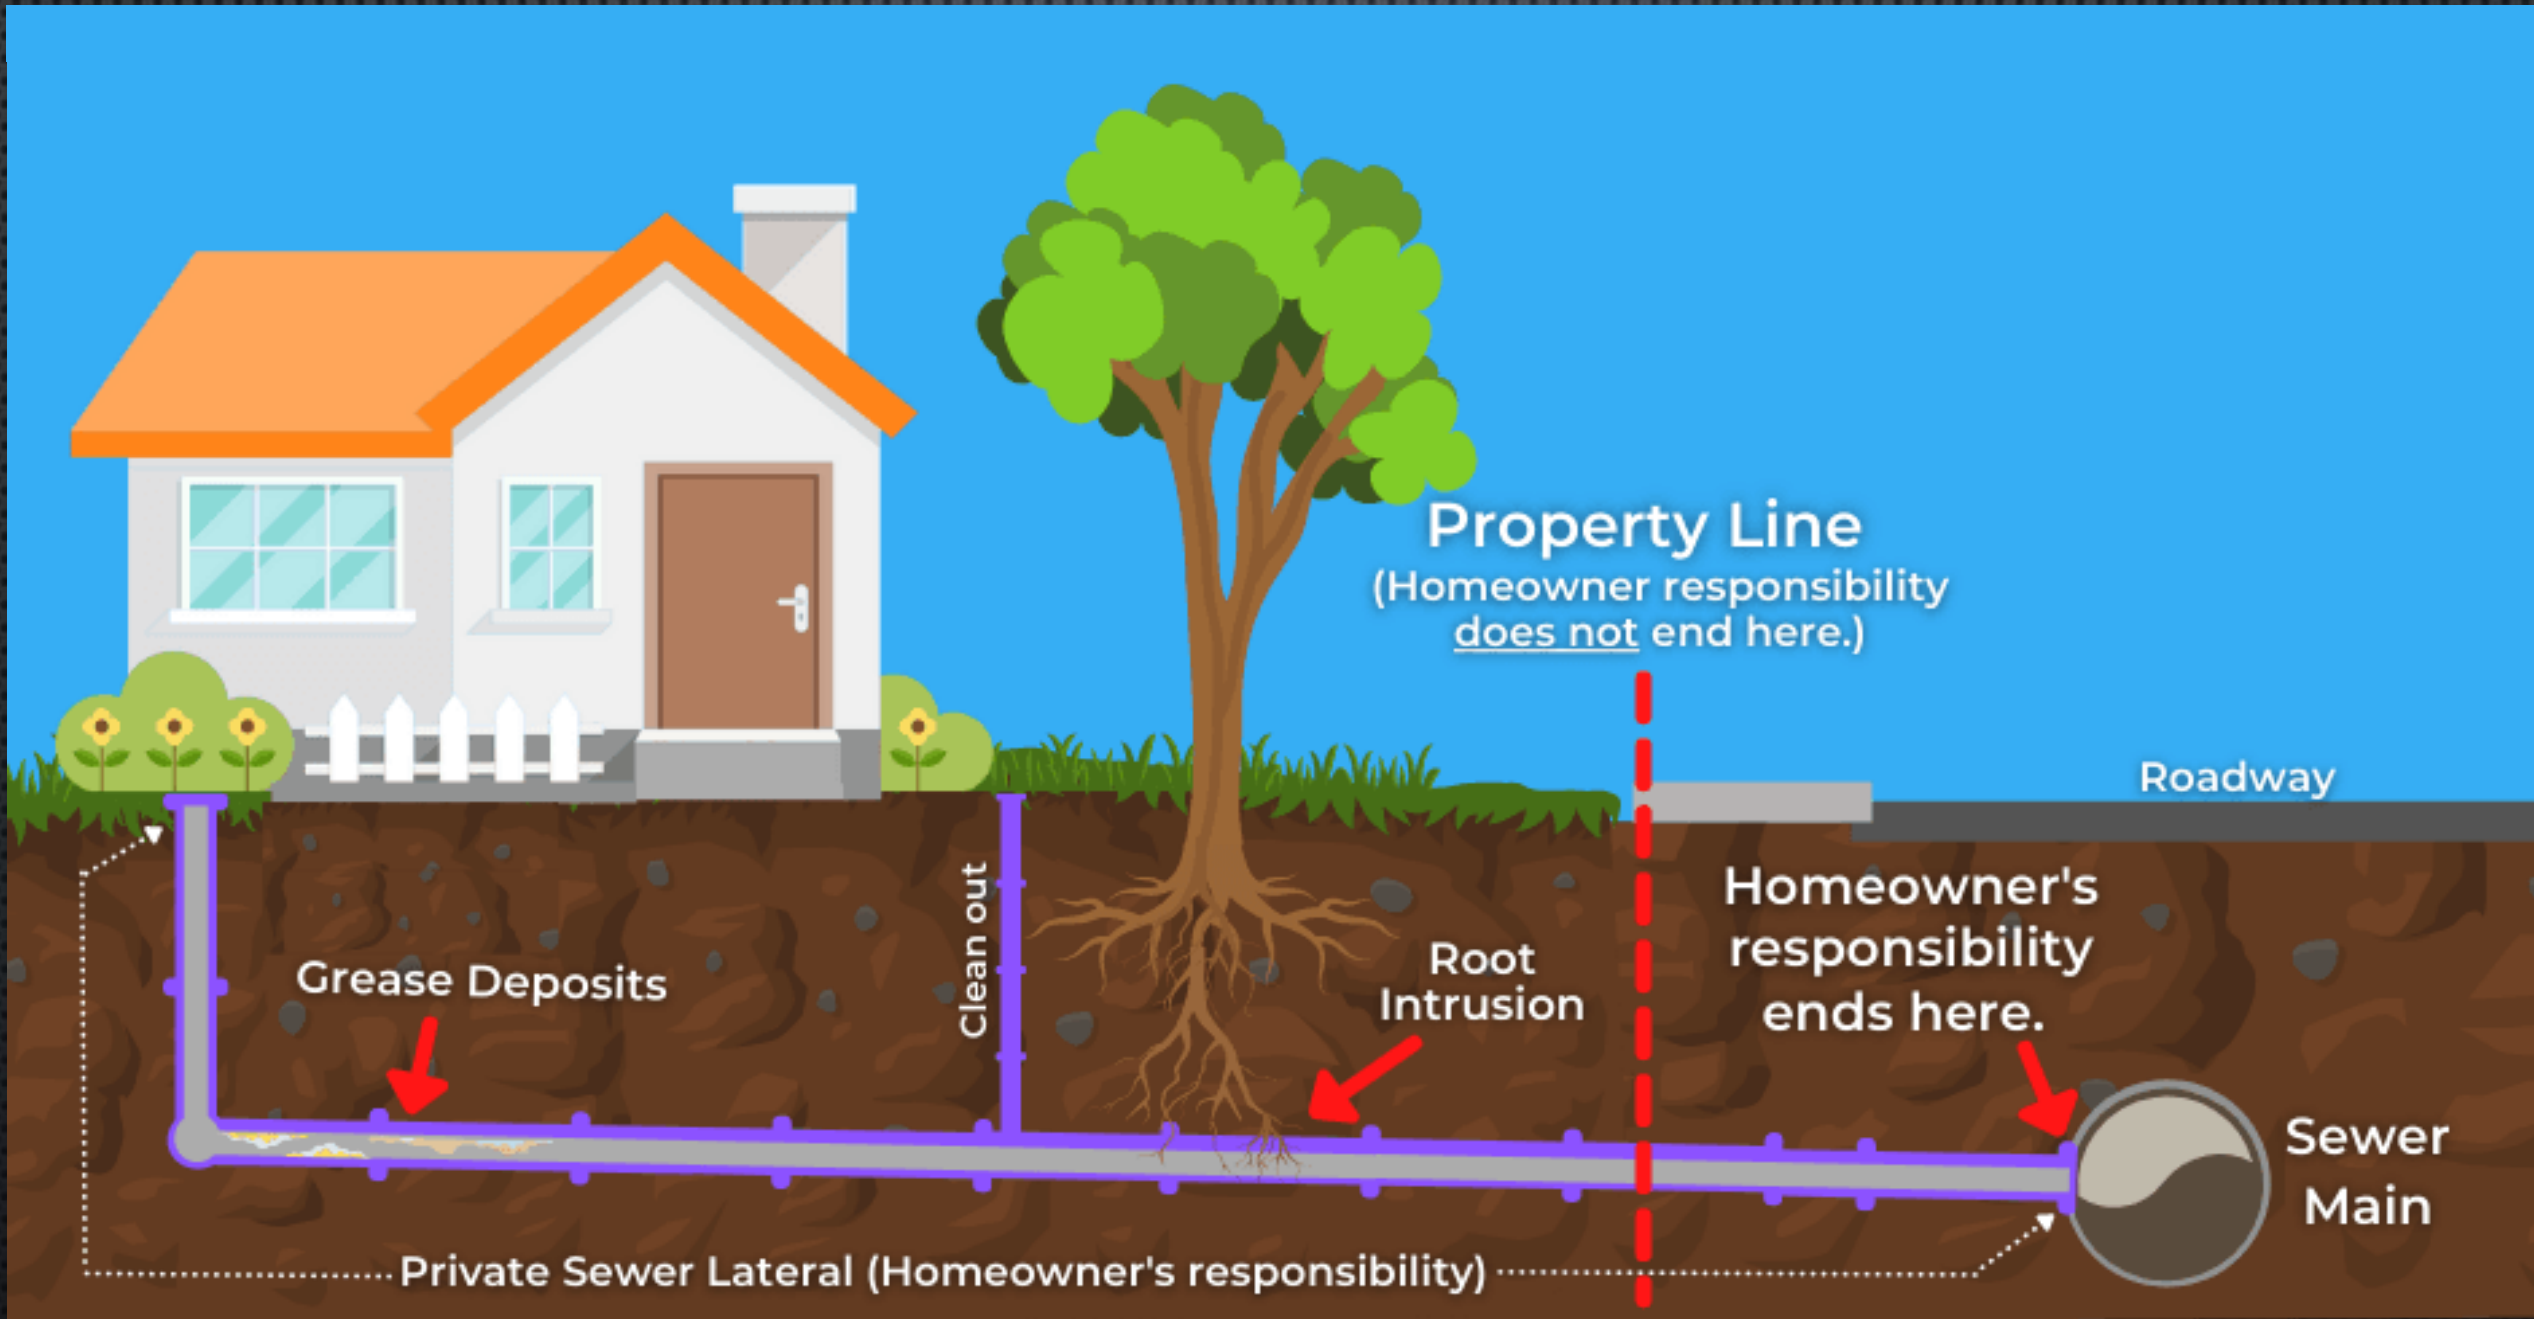 Property Line
(Homeowner responsibility
does not end here.)
Roadway
Homeowner's
responsibility
ends here.
Clean out
Grease Deposits
Root
Intrusion
Sewer
Main
Private Sewer Lateral (Homeowner's responsibility)